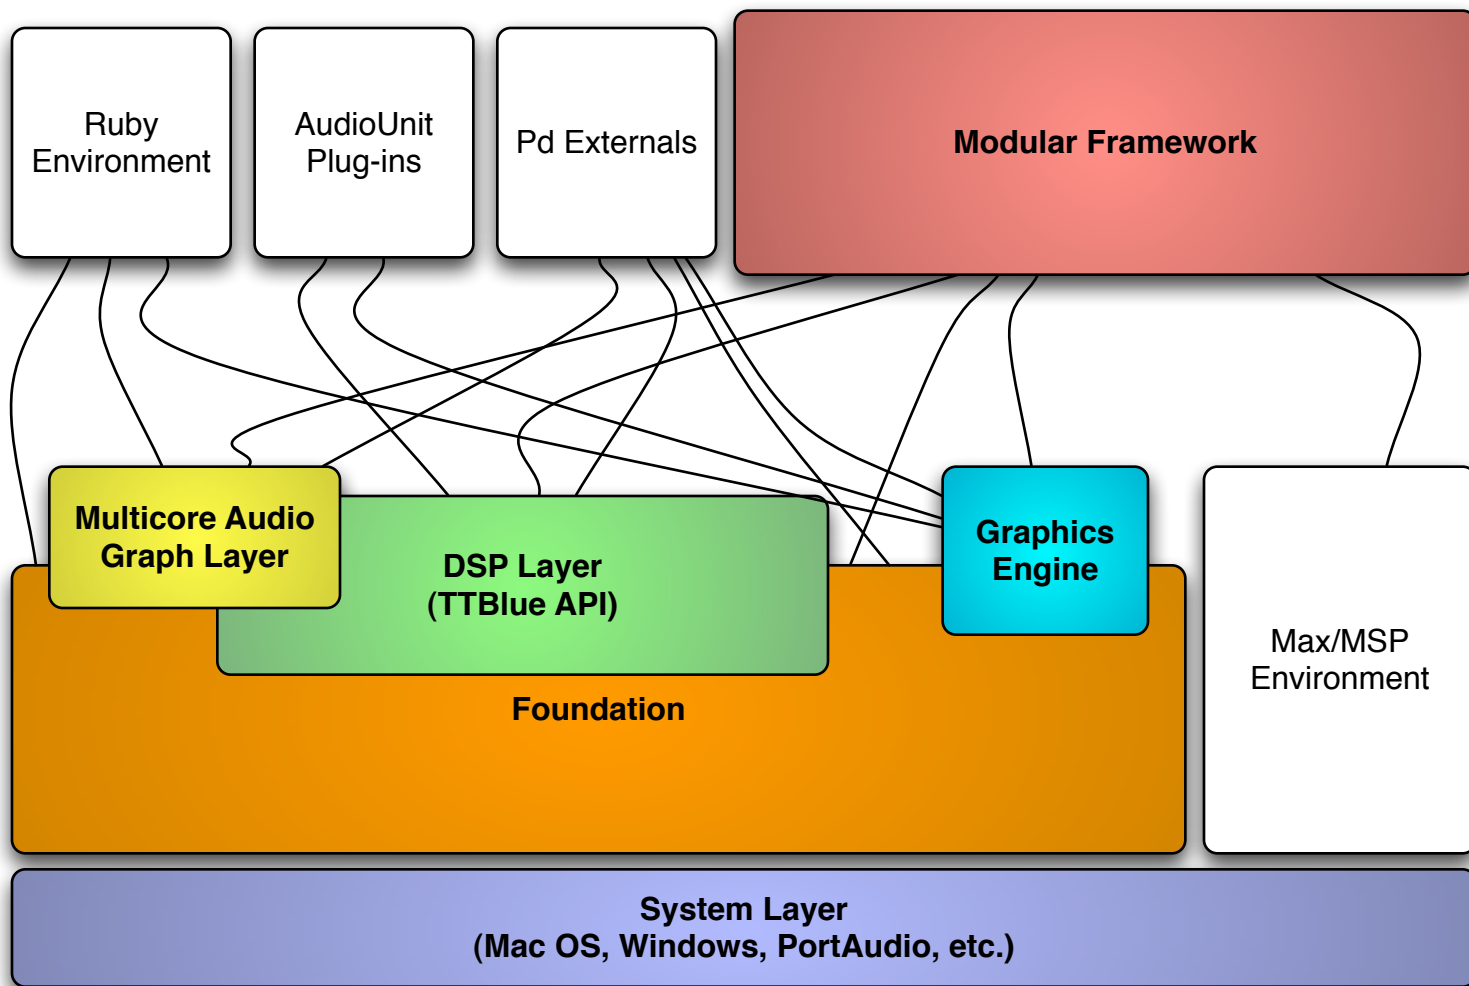 Ruby
Environment
AudioUnit
Plug-ins
Pd Externals
Modular Framework
Multicore Audio
Graph Layer
DSP Layer
(TTBlue API)
Graphics
Engine
Max/MSP
Environment
Foundation
System Layer
(Mac OS, Windows, PortAudio, etc.)